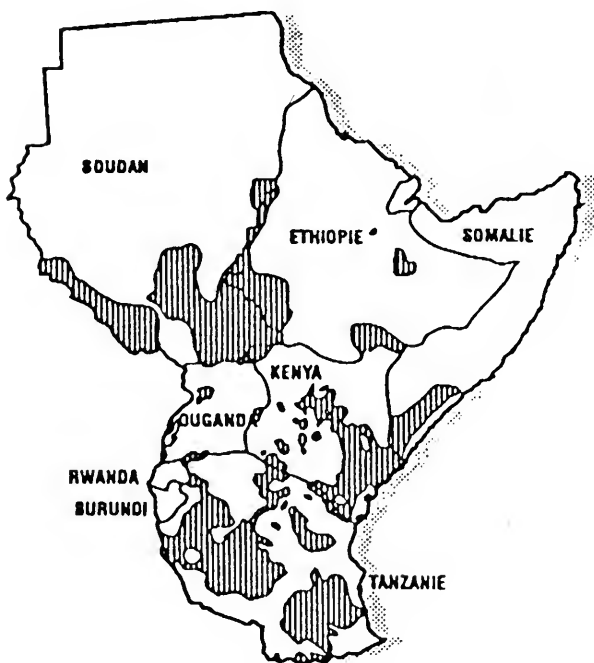 SOUDAN
ETHIOPIE
SOMALIE
KENYA
OUGANDA
RWANDA
BURUNDI
TANZANIE